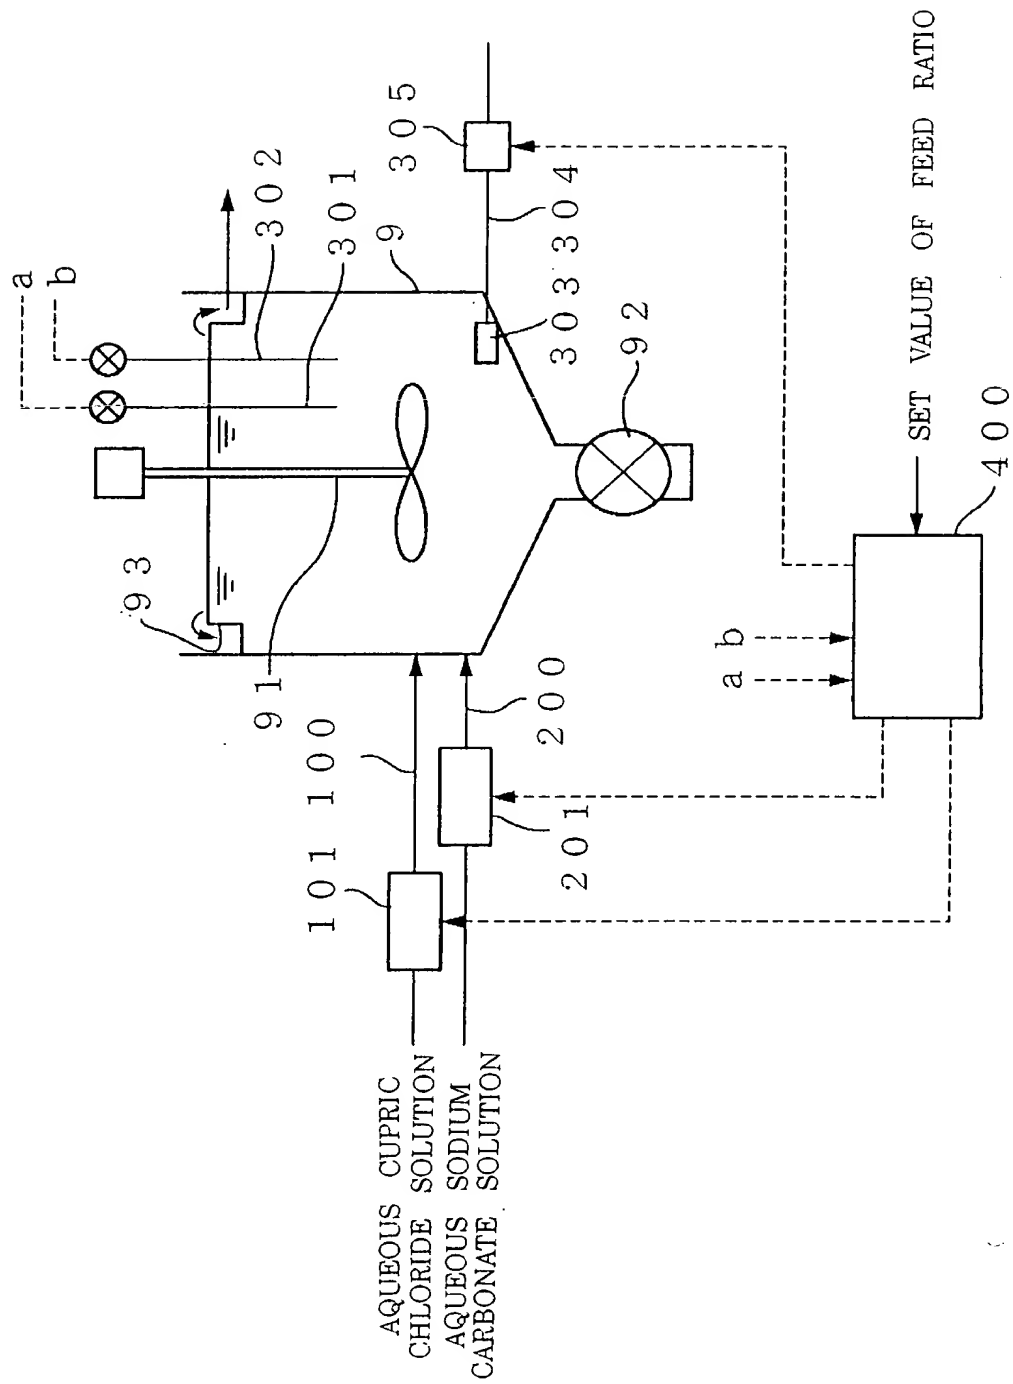 a
b
302
301
9
305
304
303
92
93
91
100
101
200
201
a
b
400
SET VALUE OF FEED RATIO
AQUEOUS CUPRIC
CHLORIDE SOLUTION
AQUEOUS SODIUM
CARBONATE SOLUTION